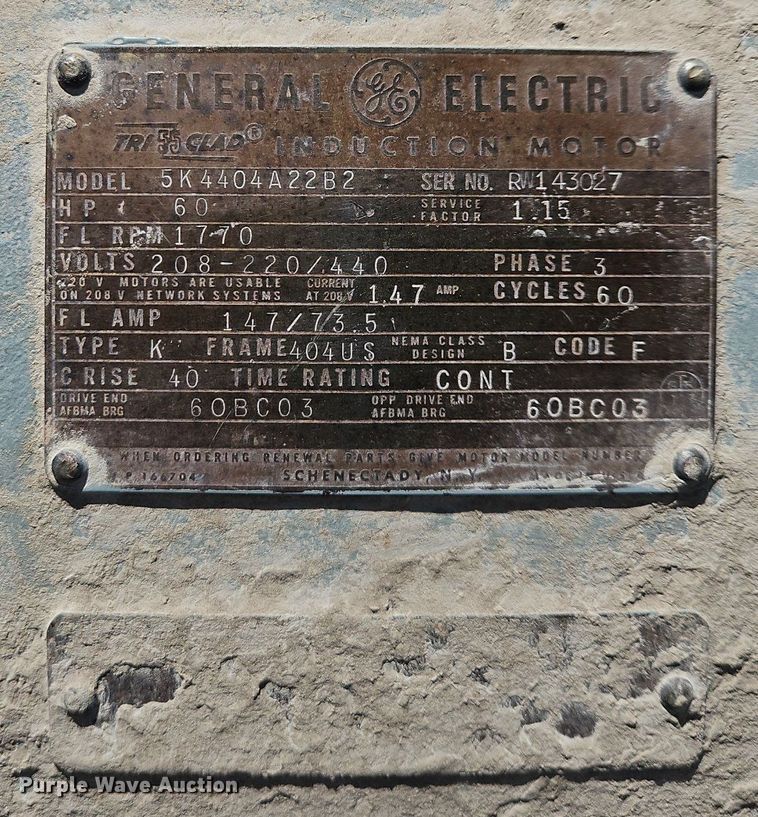 GENERAL GE ELECTRIC
TRI 55 CLAD® INDUCTION MOTOR
MODEL 5K4404A22B2 SER NO. RW143027
HP 60 SERVICE FACTOR 1.15
FL RPM 1770
VOLTS 208-220/440 PHASE 3
220 V MOTORS ARE USABLE ON 208 V NETWORK SYSTEMS CURRENT AT 208 V 147 AMP CYCLES 60
FL AMP 147/73.5
TYPE K FRAME 404US NEMA CLASS DESIGN B CODE F
C RISE 40 TIME RATING CONT
DRIVE END AFBMA BRG 60BC03 OPP DRIVE END AFBMA BRG 60BC03
WHEN ORDERING RENEWAL PARTS GIVE MOTOR MODEL NUMBER
N.P. 166704 SCHENECTADY N.Y.
Purple Wave Auction